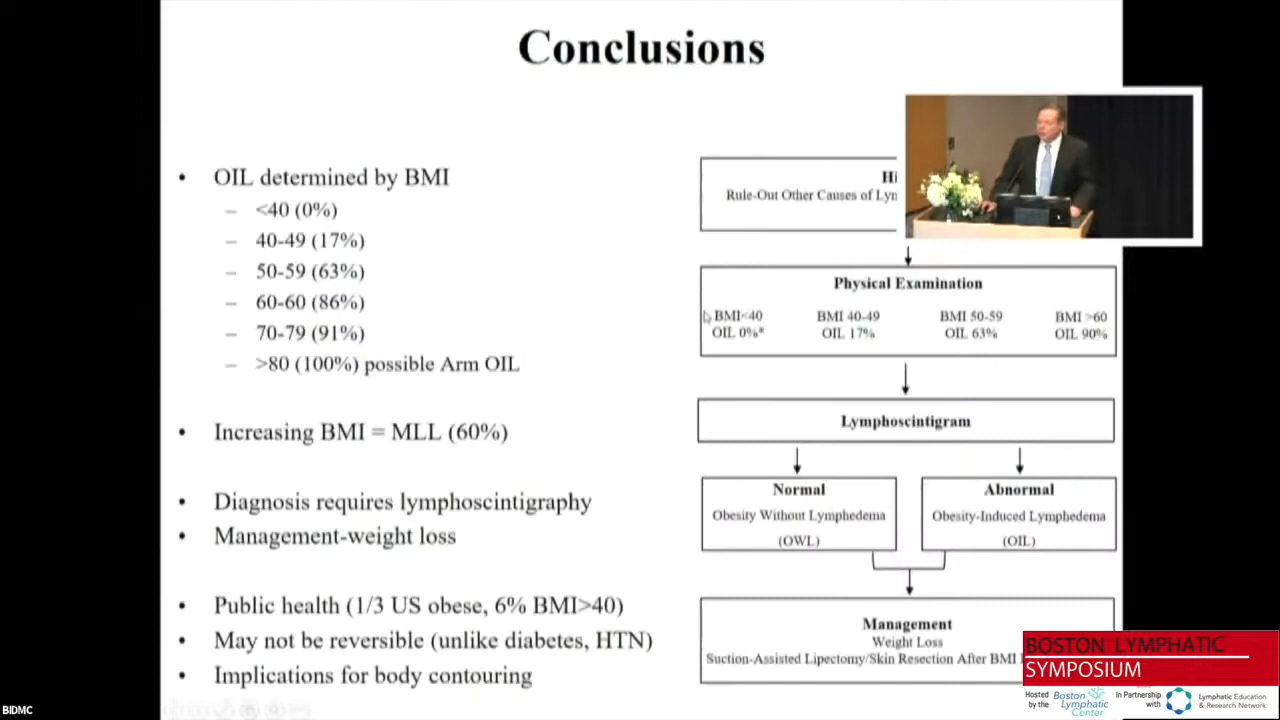 Conclusions
• OIL determined by BMI
– <40 (0%)
– 40-49 (17%)
– 50-59 (63%)
– 60-60 (86%)
– 70-79 (91%)
– >80 (100%) possible Arm OIL
• Increasing BMI = MLL (60%)
• Diagnosis requires lymphoscintigraphy
• Management-weight loss
• Public health (1/3 US obese, 6% BMI>40)
• May not be reversible (unlike diabetes, HTN)
• Implications for body contouring
Rule-Out Other Causes of
Physical Examination
BMI<40 BMI 40-49 BMI 50-59 BMI >60
OIL 0%* OIL 17% OIL 63% OIL 90%
Lymphoscintigram
Normal
Obesity Without Lymphedema
(OWL)
Abnormal
Obesity-Induced Lymphedema
(OIL)
Management
Weight Loss
Suction-Assisted Lipectomy/Skin Resection After BMI
BOSTON LYMPHATIC
SYMPOSIUM
Hosted
by the
Boston
Lymphatic
Center
In Partnership
with
Lymphatic Education
& Research Network
BIDMC